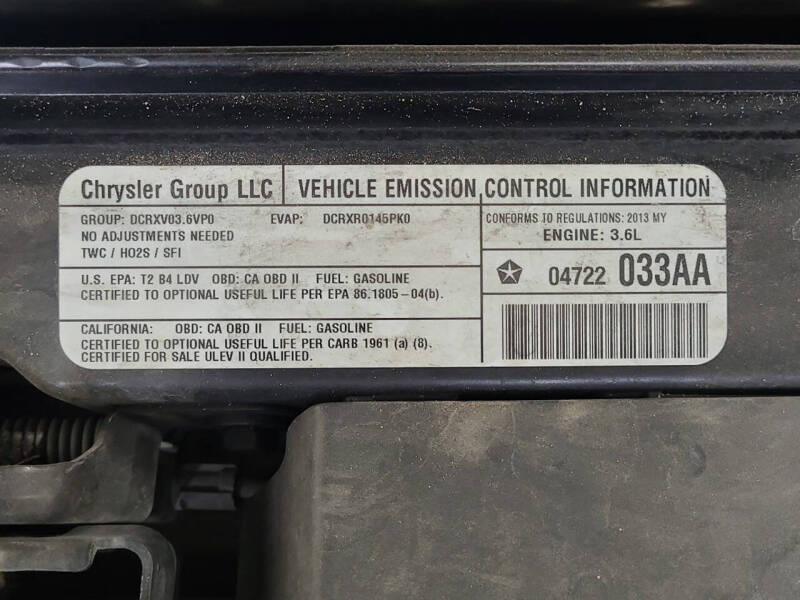 Chrysler Group LLC VEHICLE EMISSION CONTROL INFORMATION
GROUP: DCRXV03.6VP0 EVAP: DCRXR0145PK0
NO ADJUSTMENTS NEEDED
TWC / HO2S / SFI
CONFORMS TO REGULATIONS: 2013 MY
ENGINE: 3.6L
U.S. EPA: T2 B4 LDV OBD: CA OBD II FUEL: GASOLINE
CERTIFIED TO OPTIONAL USEFUL LIFE PER EPA 86.1805-04(b).
04722 033AA
CALIFORNIA: OBD: CA OBD II FUEL: GASOLINE
CERTIFIED TO OPTIONAL USEFUL LIFE PER CARB 1961 (a) (8).
CERTIFIED FOR SALE ULEV II QUALIFIED.